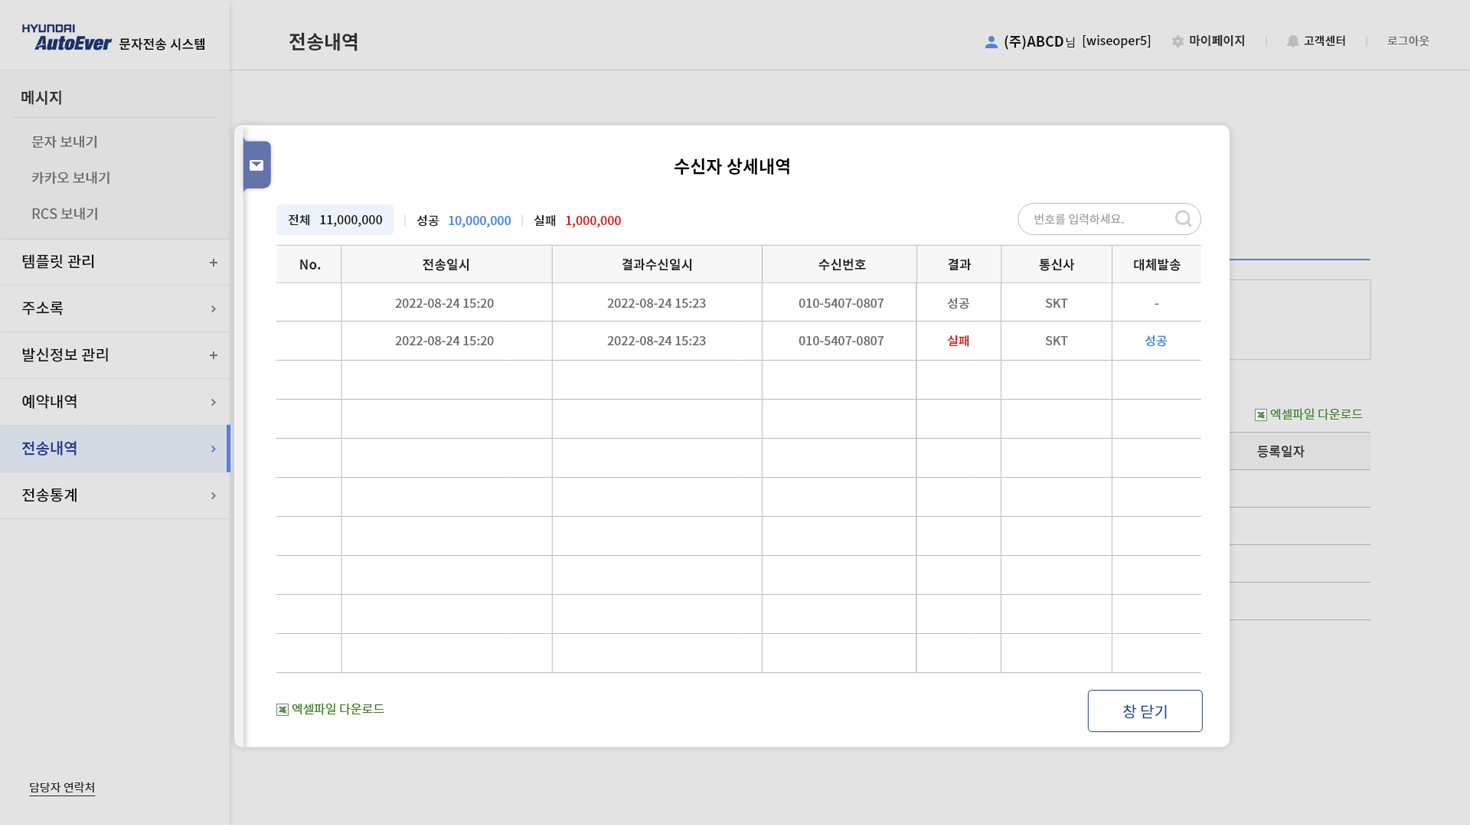 HYUNDAI
AutoEver 문자전송 시스템
전송내역
(주)ABCD님 [wiseoper5]
마이페이지
고객센터
로그아웃
메시지
문자 보내기
카카오 보내기
RCS 보내기
템플릿 관리 +
주소록 >
발신정보 관리 +
예약내역 >
전송내역 >
전송통계 >
담당자 연락처
수신자 상세내역
전체 11,000,000 | 성공 10,000,000 | 실패 1,000,000
번호를 입력하세요.
No. 전송일시 결과수신일시 수신번호 결과 통신사 대체발송
2022-08-24 15:20 2022-08-24 15:23 010-5407-0807 성공 SKT -
2022-08-24 15:20 2022-08-24 15:23 010-5407-0807 실패 SKT 성공
엑셀파일 다운로드
창 닫기
엑셀파일 다운로드
등록일자